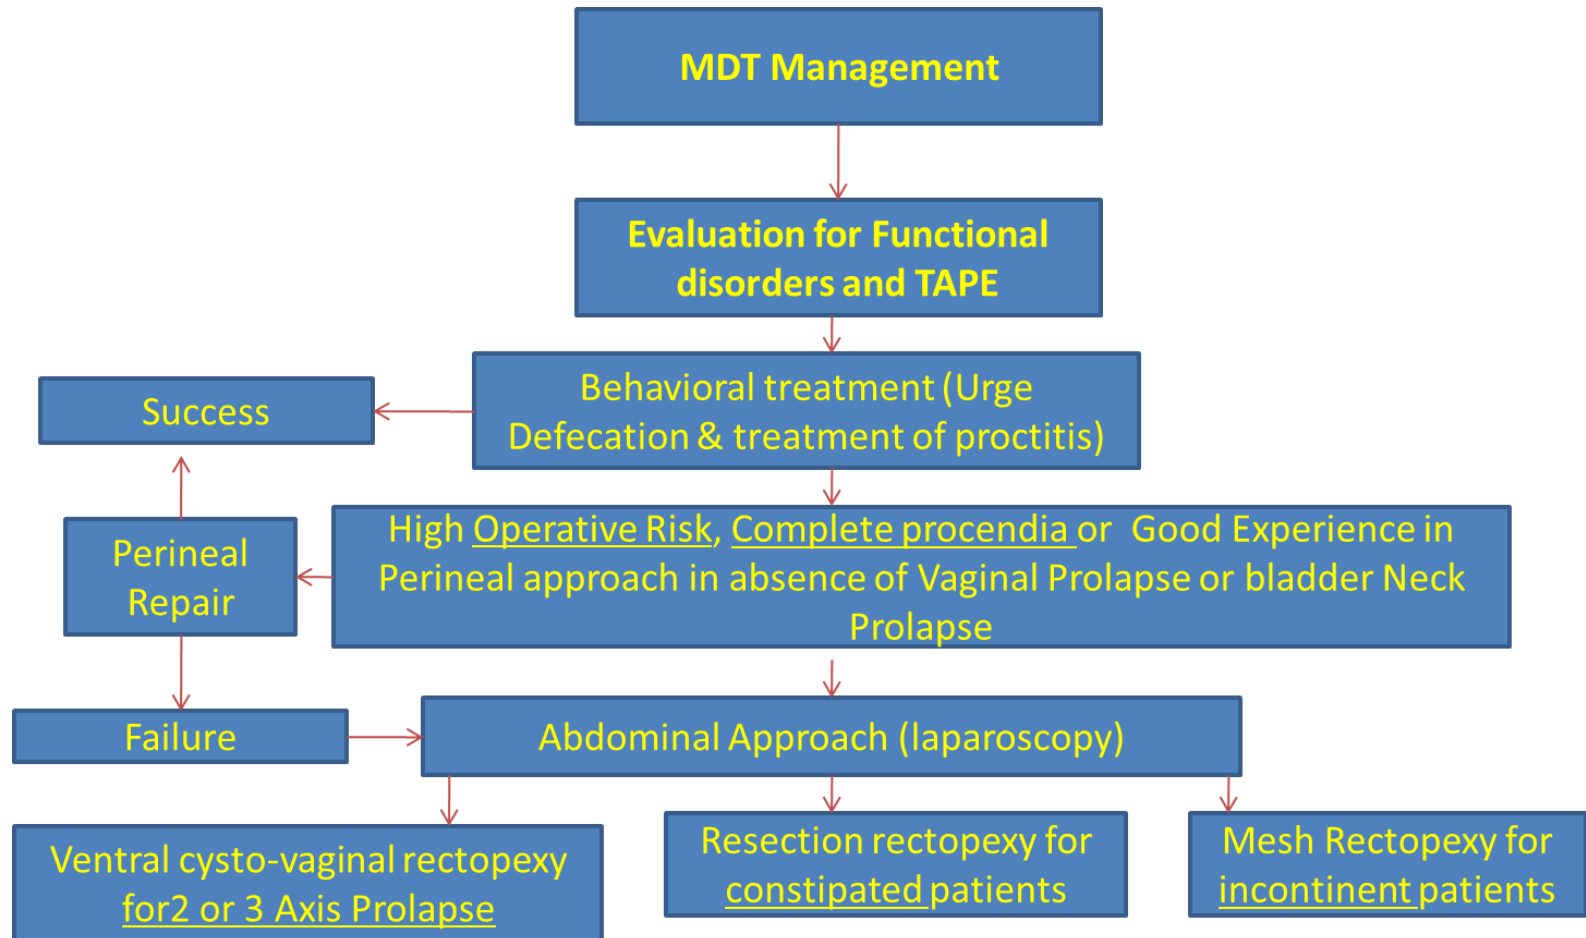 MDT Management
Evaluation for Functional
disorders and TAPE
Behavioral treatment (Urge
Defecation & treatment of proctitis)
Success
High Operative Risk, Complete procendia or Good Experience in
Perineal approach in absence of Vaginal Prolapse or bladder Neck
Prolapse
Perineal
Repair
Failure
Abdominal Approach (laparoscopy)
Ventral cysto-vaginal rectopexy
for2 or 3 Axis Prolapse
Resection rectopexy for
constipated patients
Mesh Rectopexy for
incontinent patients